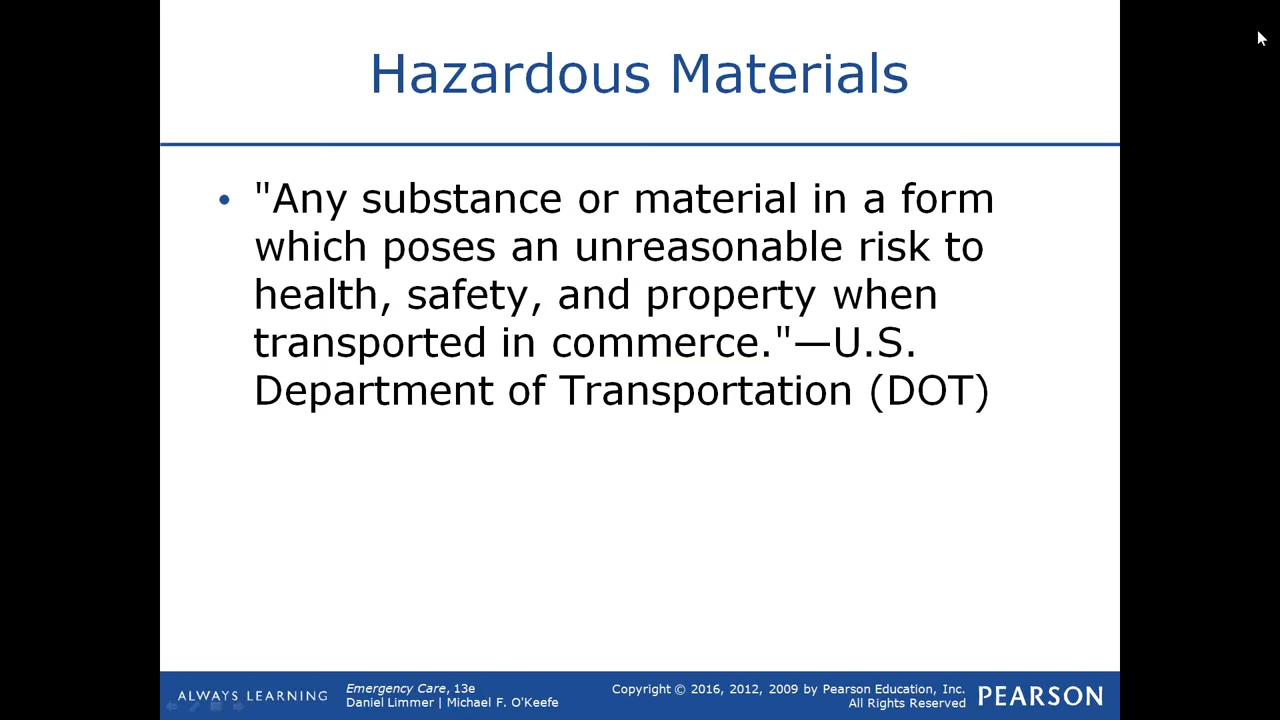 Hazardous Materials
• "Any substance or material in a form
which poses an unreasonable risk to
health, safety, and property when
transported in commerce."—U.S.
Department of Transportation (DOT)
ALWAYS LEARNING
Emergency Care, 13e
Daniel Limmer | Michael F. O'Keefe
Copyright © 2016, 2012, 2009 by Pearson Education, Inc.
All Rights Reserved
PEARSON